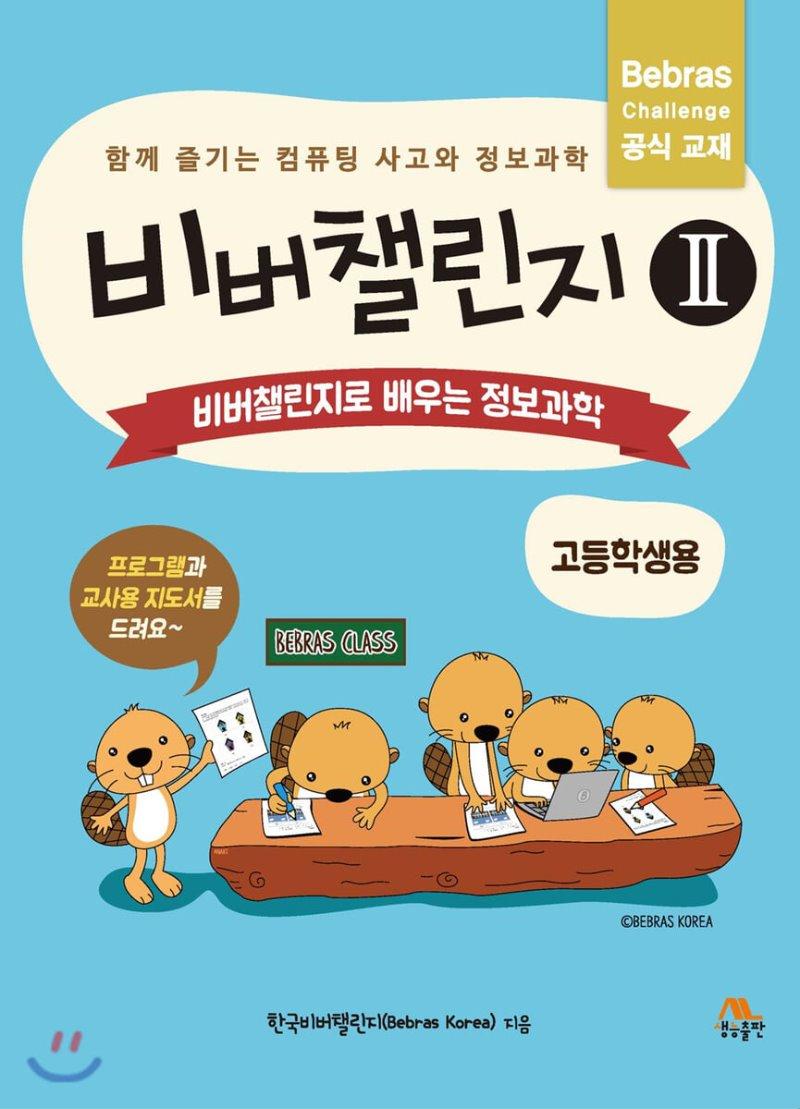 Bebras
Challenge
공식 교재
함께 즐기는 컴퓨팅 사고와 정보과학
비버챌린지 Ⅱ
비버챌린지로 배우는 정보과학
고등학생용
프로그램과
교사용 지도서를
드려요~
BEBRAS CLASS
©BEBRAS KOREA
한국비버챌린지(Bebras Korea) 지음
생능출판